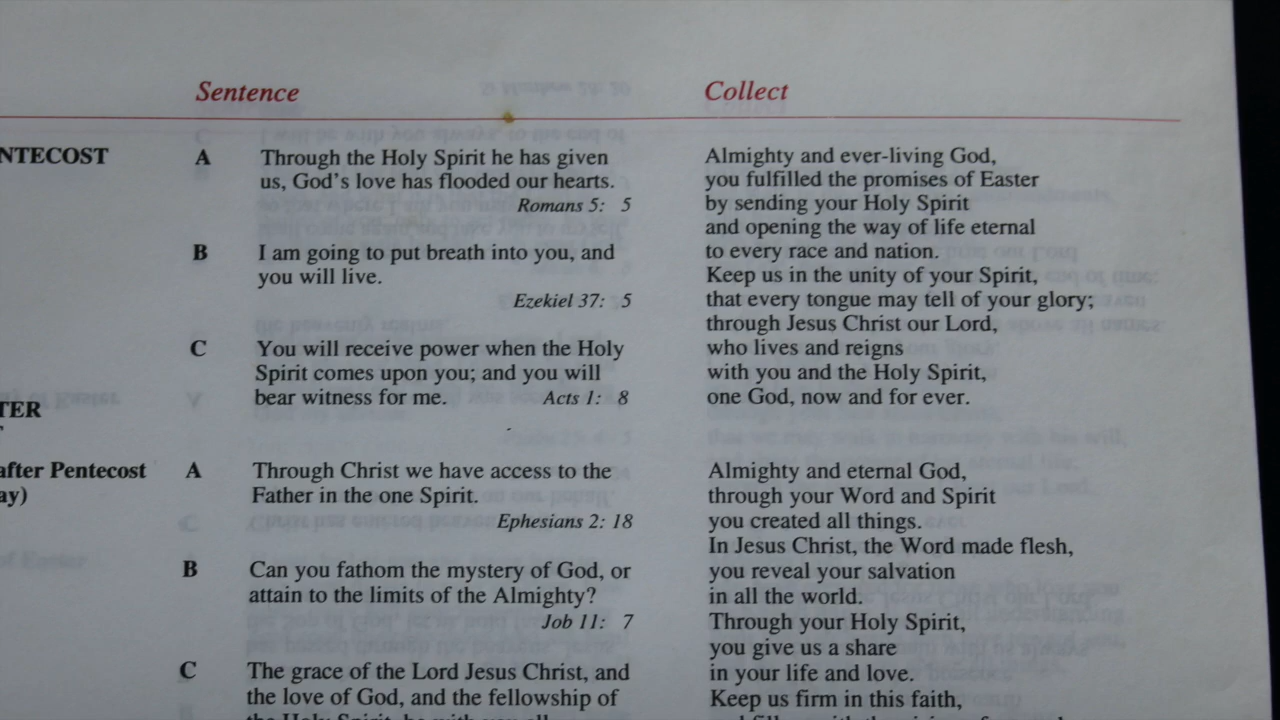 Sentence
Collect
NTECOST
A
Through the Holy Spirit he has given
us, God's love has flooded our hearts.
Romans 5: 5
B
I am going to put breath into you, and
you will live.
Ezekiel 37: 5
C
You will receive power when the Holy
Spirit comes upon you; and you will
bear witness for me. Acts 1: 8
Almighty and ever-living God,
you fulfilled the promises of Easter
by sending your Holy Spirit
and opening the way of life eternal
to every race and nation.
Keep us in the unity of your Spirit,
that every tongue may tell of your glory;
through Jesus Christ our Lord,
who lives and reigns
with you and the Holy Spirit,
one God, now and for ever.
TER
after Pentecost
ay)
A
Through Christ we have access to the
Father in the one Spirit.
Ephesians 2: 18
B
Can you fathom the mystery of God, or
attain to the limits of the Almighty?
Job 11: 7
C
The grace of the Lord Jesus Christ, and
the love of God, and the fellowship of
Almighty and eternal God,
through your Word and Spirit
you created all things.
In Jesus Christ, the Word made flesh,
you reveal your salvation
in all the world.
Through your Holy Spirit,
you give us a share
in your life and love.
Keep us firm in this faith,